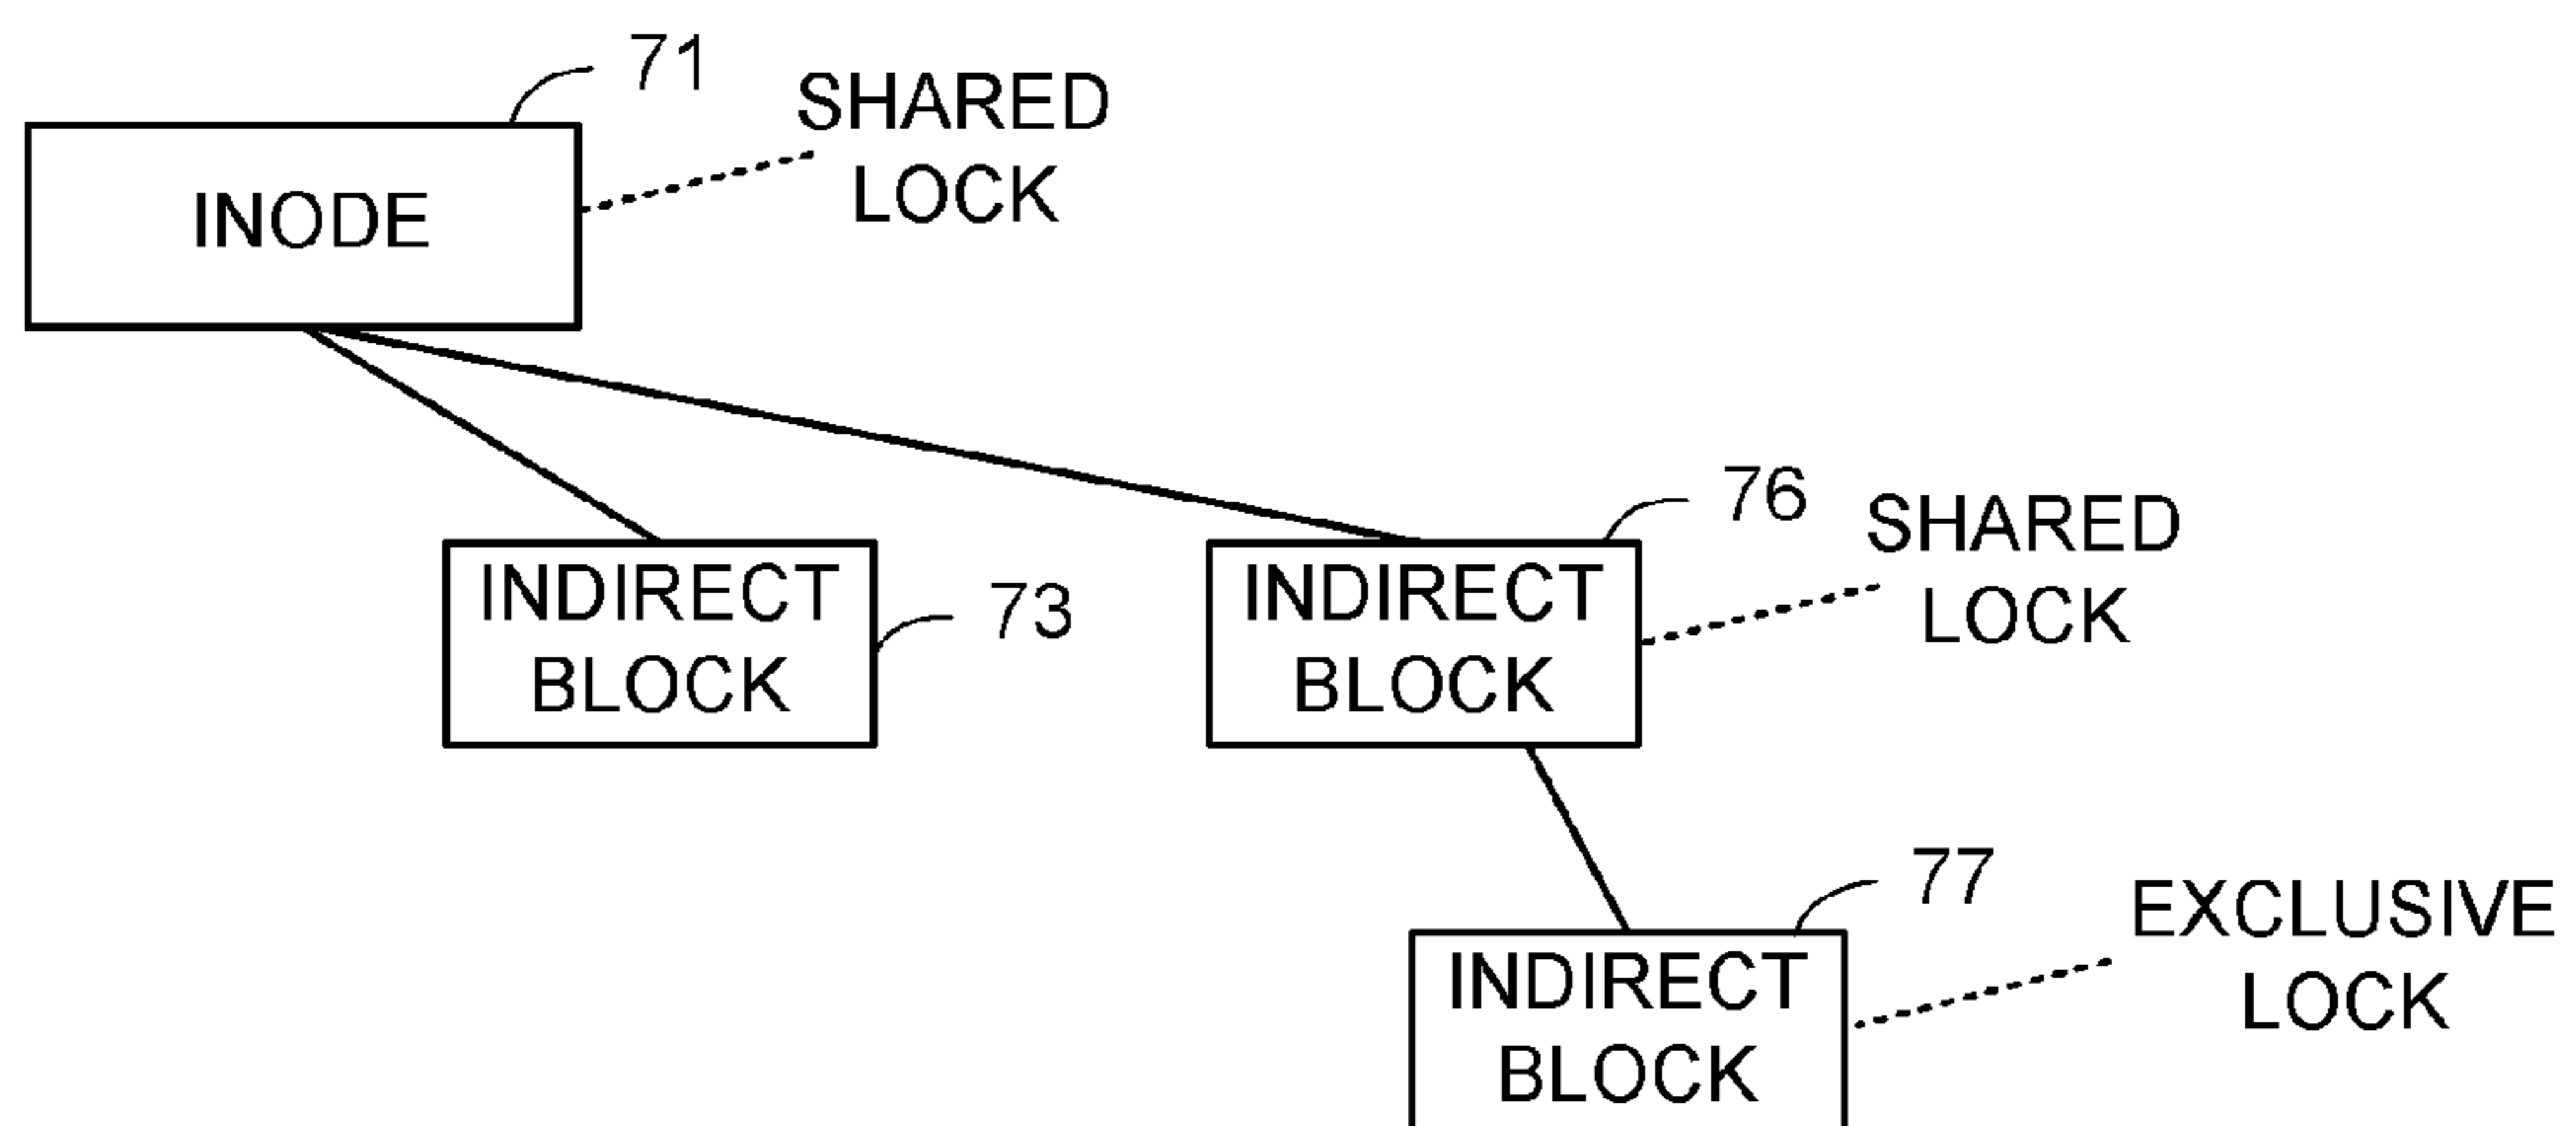 71
SHARED
LOCK
INODE
76
SHARED
LOCK
INDIRECT
BLOCK
73
INDIRECT
BLOCK
77
EXCLUSIVE
LOCK
INDIRECT
BLOCK